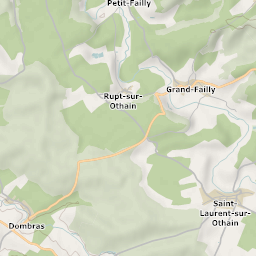 Petit-Failly
Grand-Failly
Rupt-sur-
Othain
Saint-
Laurent-sur-
Othain
Dombras